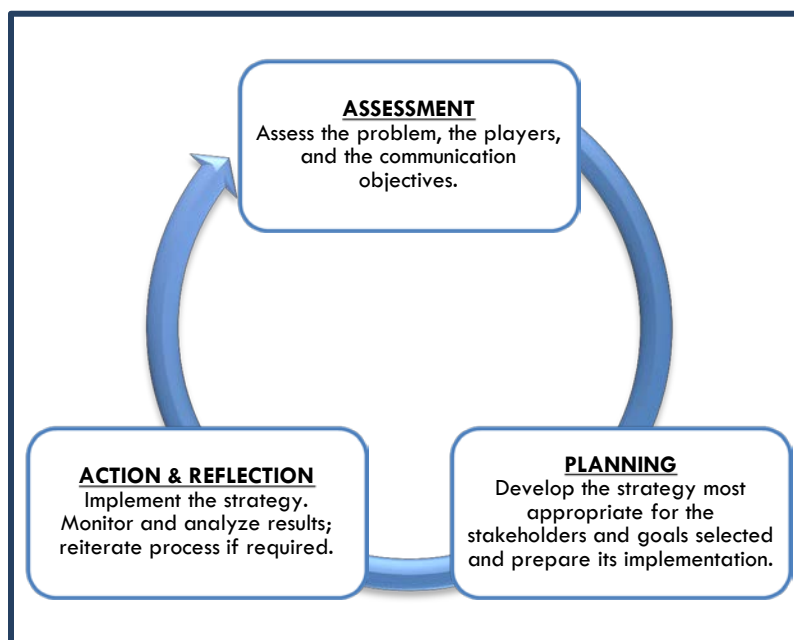 ASSESSMENT
Assess the problem, the players,
and the communication
objectives.
ACTION & REFLECTION
Implement the strategy.
Monitor and analyze results;
reiterate process if required.
PLANNING
Develop the strategy most
appropriate for the
stakeholders and goals selected
and prepare its implementation.